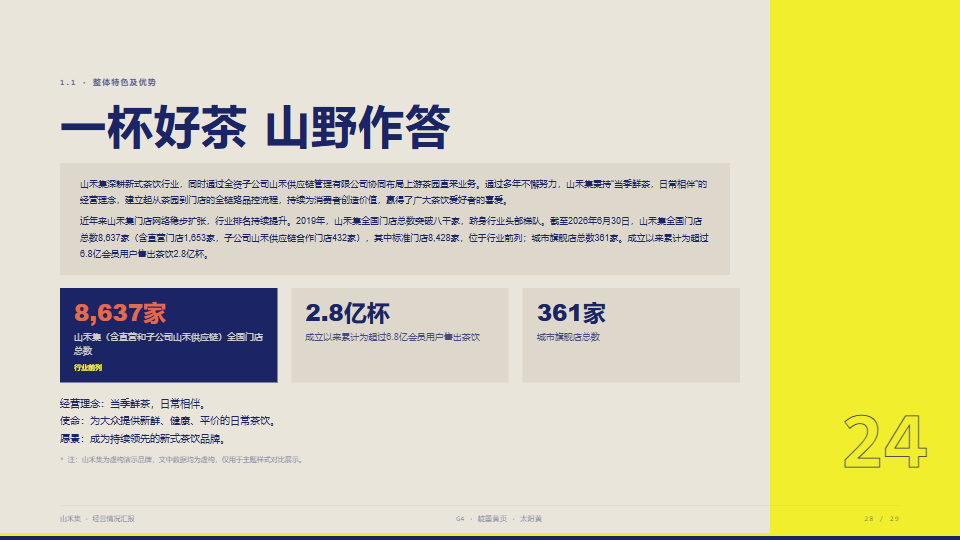 1.1 · 整体特色及优势
一杯好茶 山野作答
山禾集深耕新式茶饮行业，同时通过全资子公司山禾供应链管理有限公司协同布局上游茶园直采业务。通过多年不懈努力，山禾集秉持"当季鲜茶，日常相伴"的
经营理念，建立起从茶园到门店的全链路品控流程，持续为消费者创造价值，赢得了广大茶饮爱好者的喜爱。
近年来山禾集门店网络稳步扩张，行业排名持续提升。2019年，山禾集全国门店总数突破八千家，跻身行业头部梯队。截至2026年6月30日，山禾集全国门店
总数8,637家（含直营门店1,653家，子公司山禾供应链合作门店432家），其中标准门店8,428家，位于行业前列；城市旗舰店总数361家。成立以来累计为超过
6.8亿会员用户售出茶饮2.8亿杯。
8,637家
山禾集（含直营和子公司山禾供应链）全国门店
总数
行业前列
2.8亿杯
成立以来累计为超过6.8亿会员用户售出茶饮
361家
城市旗舰店总数
经营理念：当季鲜茶，日常相伴。
使命：为大众提供新鲜、健康、平价的日常茶饮。
愿景：成为持续领先的新式茶饮品牌。
* 注：山禾集为虚构演示品牌，文中数据均为虚构，仅用于主题样式对比展示。
24
山禾集 · 经营情况汇报
G4 · 靛墨黄页 · 太阳黄
28 / 29